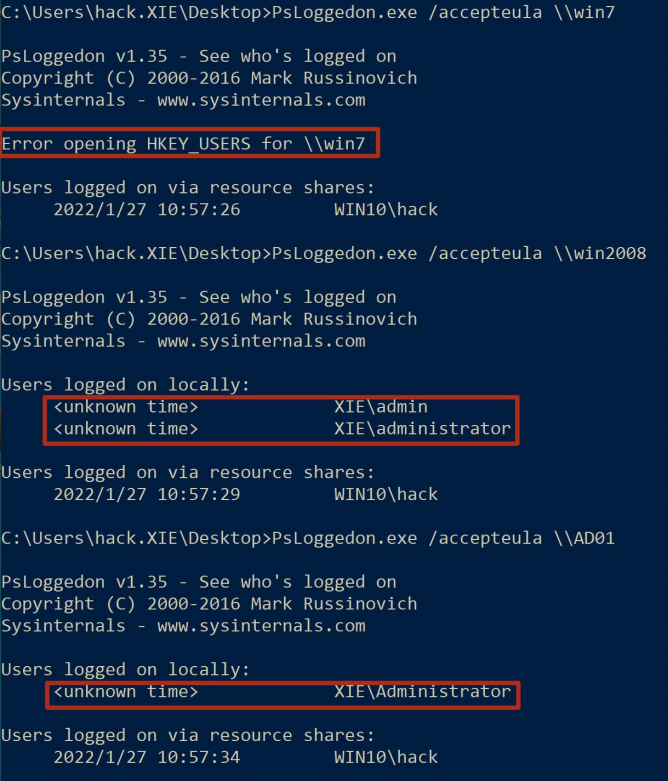 C:\Users\hack.XIE\Desktop>PsLoggedon.exe /accepteula \\win7
PsLoggedon v1.35 - See who's logged on
Copyright (C) 2000-2016 Mark Russinovich
Sysinternals - www.sysinternals.com
Error opening HKEY_USERS for \\win7
Users logged on via resource shares:
2022/1/27 10:57:26 WIN10\hack
C:\Users\hack.XIE\Desktop>PsLoggedon.exe /accepteula \\win2008
PsLoggedon v1.35 - See who's logged on
Copyright (C) 2000-2016 Mark Russinovich
Sysinternals - www.sysinternals.com
Users logged on locally:
<unknown time> XIE\admin
<unknown time> XIE\administrator
Users logged on via resource shares:
2022/1/27 10:57:29 WIN10\hack
C:\Users\hack.XIE\Desktop>PsLoggedon.exe /accepteula \\AD01
PsLoggedon v1.35 - See who's logged on
Copyright (C) 2000-2016 Mark Russinovich
Sysinternals - www.sysinternals.com
Users logged on locally:
<unknown time> XIE\Administrator
Users logged on via resource shares:
2022/1/27 10:57:34 WIN10\hack